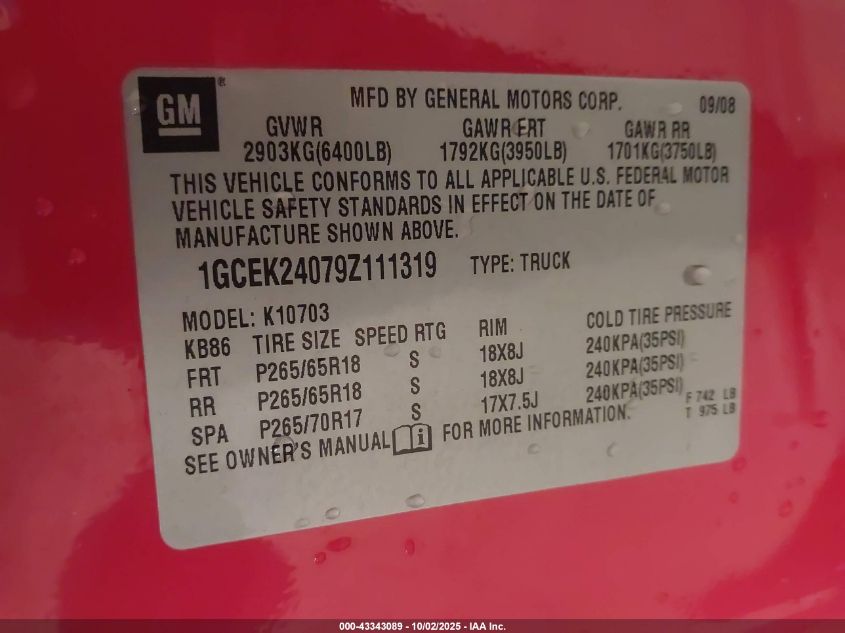 GM ®
MFD BY GENERAL MOTORS CORP. 09/08
GVWR GAWR FRT GAWR RR
2903KG(6400LB) 1792KG(3950LB) 1701KG(3750LB)
THIS VEHICLE CONFORMS TO ALL APPLICABLE U.S. FEDERAL MOTOR
VEHICLE SAFETY STANDARDS IN EFFECT ON THE DATE OF
MANUFACTURE SHOWN ABOVE.
1GCEK24079Z111319 TYPE: TRUCK
MODEL: K10703
KB86 TIRE SIZE SPEED RTG RIM COLD TIRE PRESSURE
FRT P265/65R18 S 18X8J 240KPA(35PSI)
RR P265/65R18 S 18X8J 240KPA(35PSI)
SPA P265/70R17 S 17X7.5J 240KPA(35PSI) F 742 LB
T 975 LB
SEE OWNER'S MANUAL i FOR MORE INFORMATION.
000-43343089 - 10/02/2025 - IAA Inc.